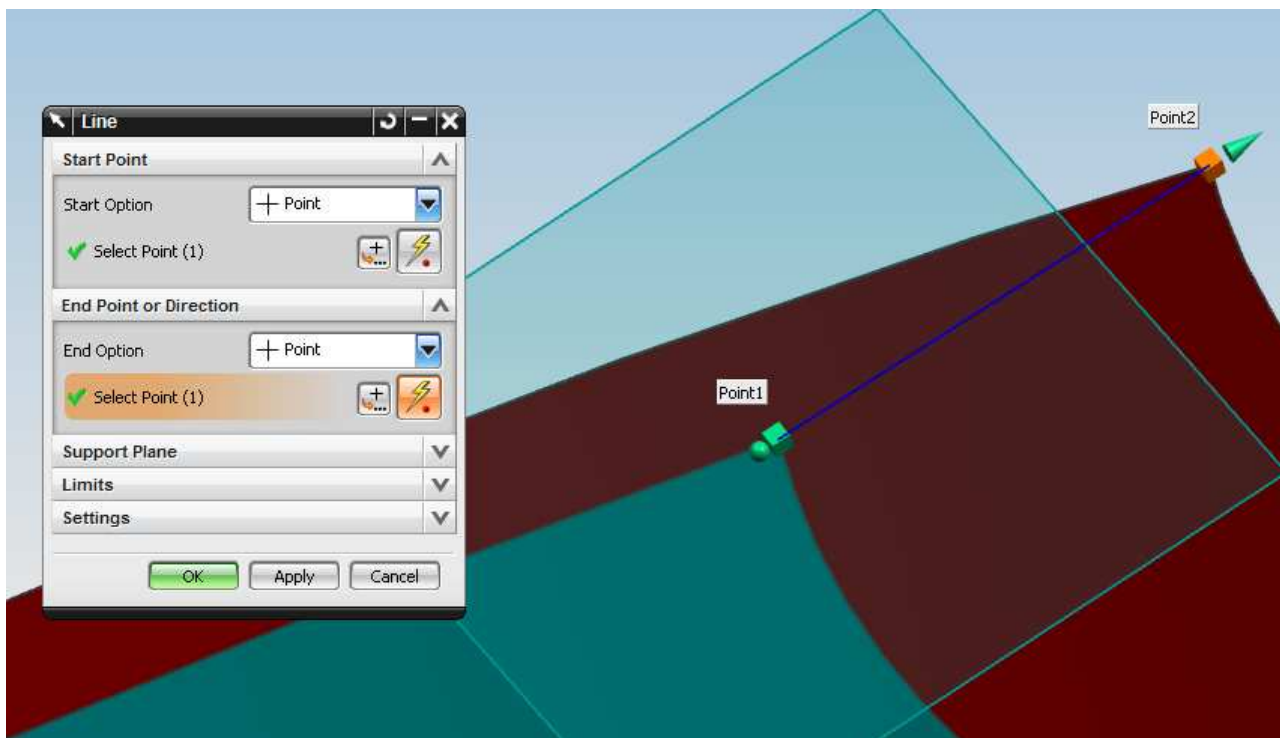 Line
Start Point
Start Option
Point
Select Point (1)
End Point or Direction
End Option
Point
Select Point (1)
Support Plane
Limits
Settings
OK
Apply
Cancel
Point1
Point2